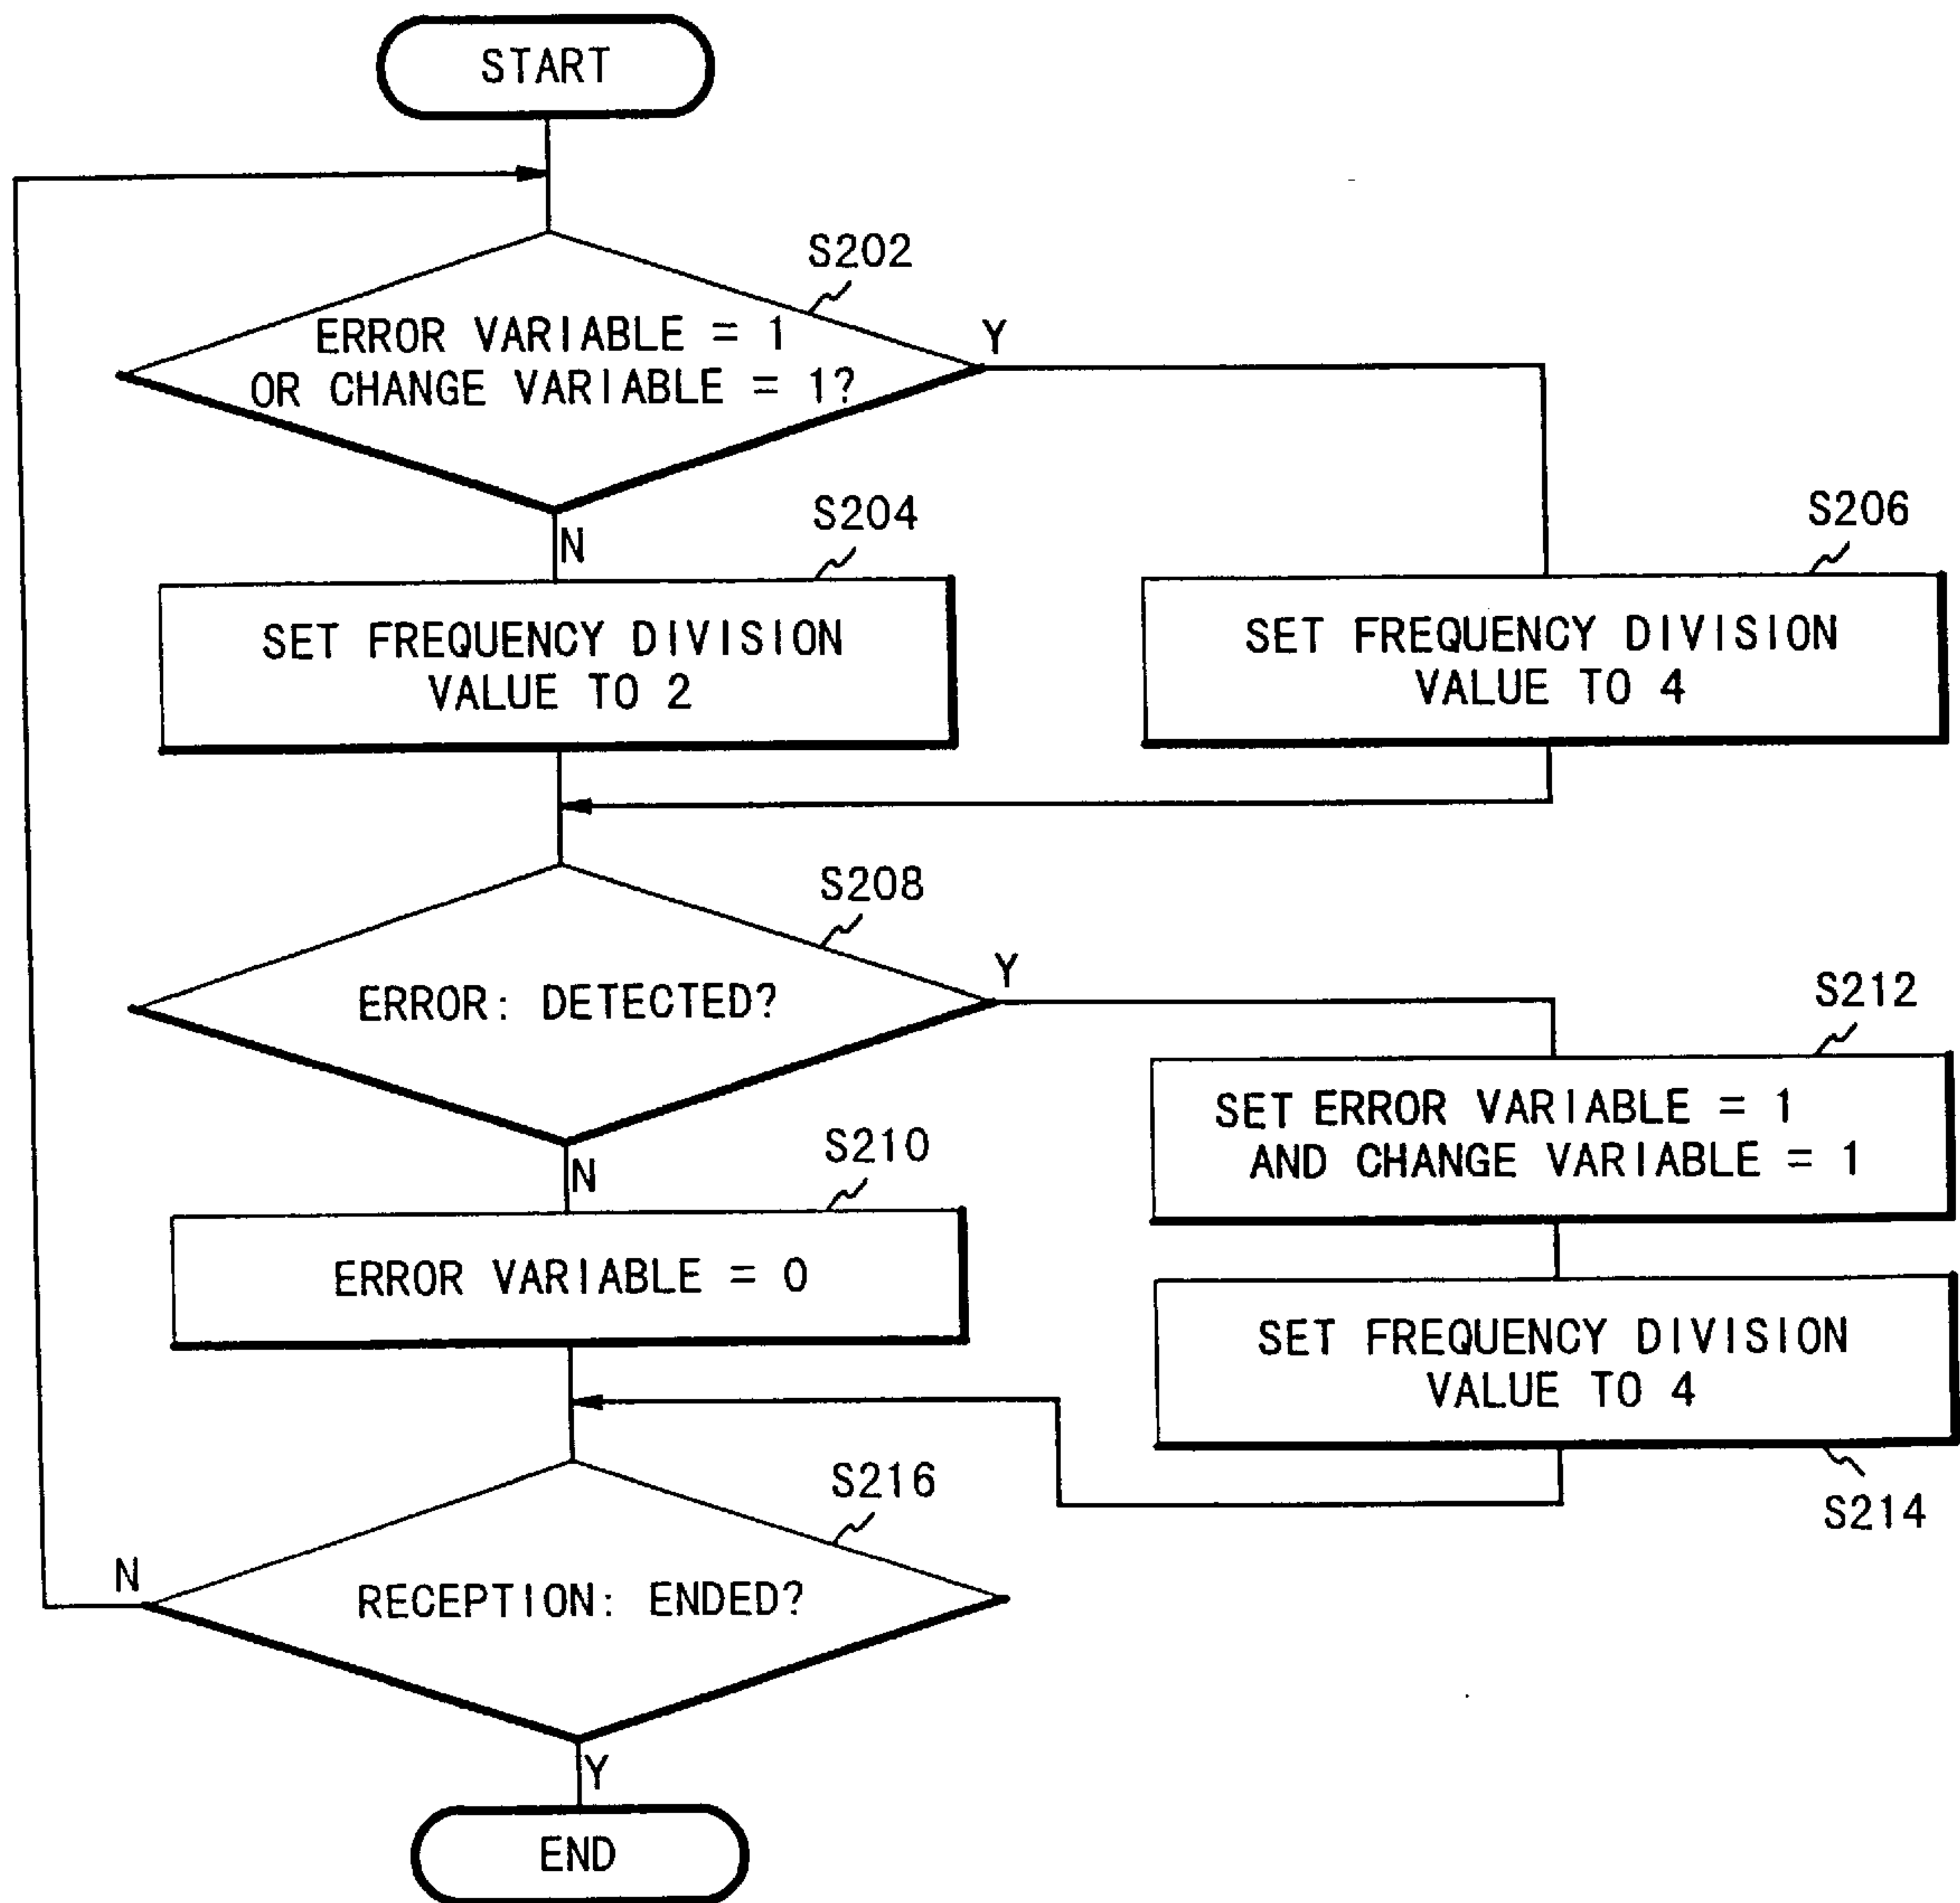 START
S202
ERROR VARIABLE = 1
OR CHANGE VARIABLE = 1?
Y
N
S204
SET FREQUENCY DIVISION
VALUE TO 2
S206
SET FREQUENCY DIVISION
VALUE TO 4
S208
ERROR: DETECTED?
Y
N
S210
ERROR VARIABLE = 0
S212
SET ERROR VARIABLE = 1
AND CHANGE VARIABLE = 1
SET FREQUENCY DIVISION
VALUE TO 4
S214
S216
RECEPTION: ENDED?
N
Y
END